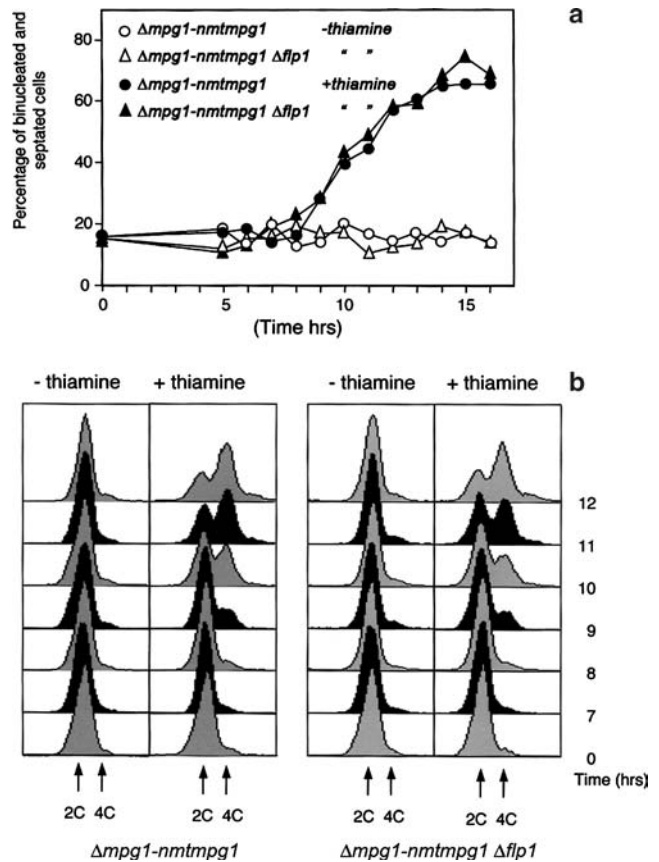 a
Percentage of binucleated and
septated cells
80
60
40
20
0
Δmpg1-nmtmpg1 -thiamine
Δmpg1-nmtmpg1 Δflp1 " "
Δmpg1-nmtmpg1 +thiamine
Δmpg1-nmtmpg1 Δflp1 " "
0 5 10 15
(Time hrs)
b
- thiamine + thiamine - thiamine + thiamine
12
11
10
9
8
7
0
Time (hrs)
2C 4C 2C 4C 2C 4C 2C 4C
Δmpg1-nmtmpg1 Δmpg1-nmtmpg1 Δflp1